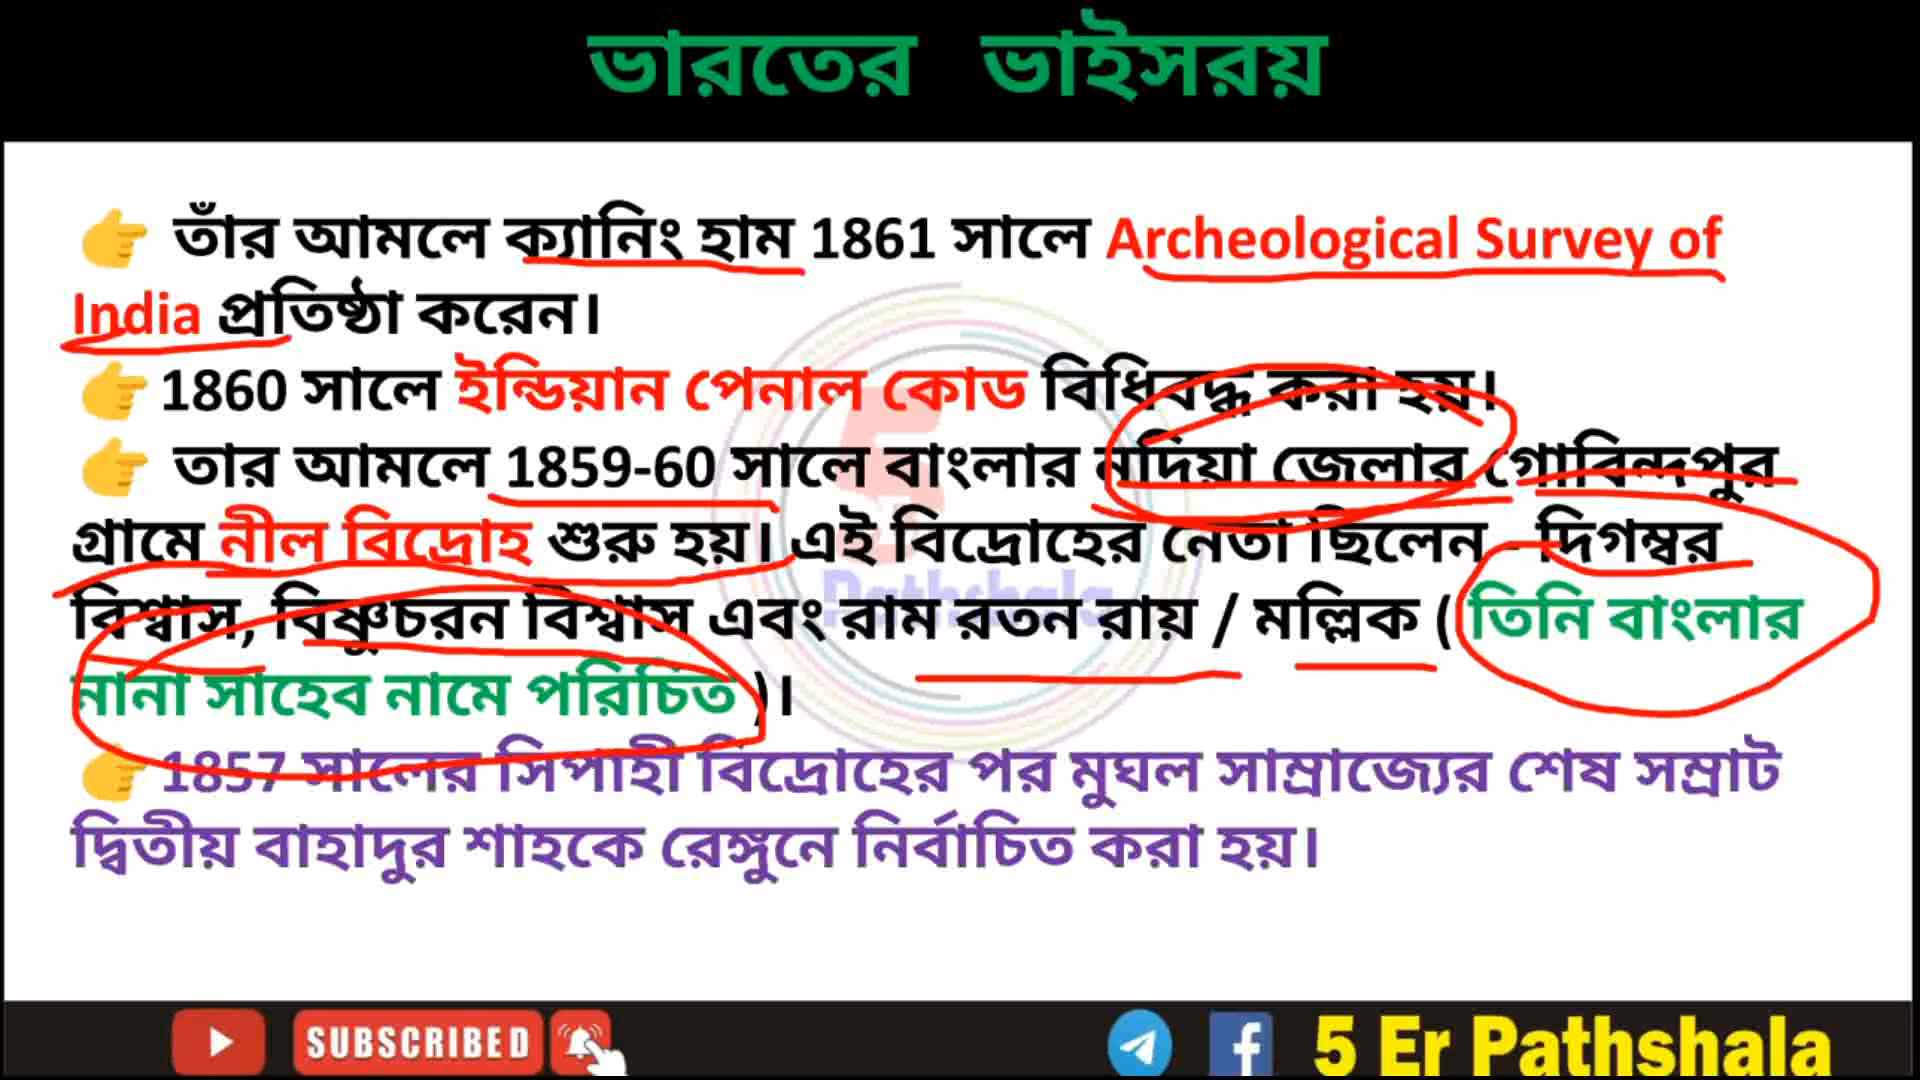 ভারতের ভাইসরয়
👉 তাঁর আমলে ক্যানিং হাম 1861 সালে Archeological Survey of
India প্রতিষ্ঠা করেন।
👉 1860 সালে ইন্ডিয়ান পেনাল কোড বিধিবদ্ধ করা হয়।
👉 তার আমলে 1859-60 সালে বাংলার নদিয়া জেলার গোবিন্দপুর
গ্রামে নীল বিদ্রোহ শুরু হয়। এই বিদ্রোহের নেতা ছিলেন - দিগম্বর
বিশ্বাস, বিষ্ণুচরন বিশ্বাস এবং রাম রতন রায় / মল্লিক ( তিনি বাংলার
নানা সাহেব নামে পরিচিত )।
👉 1857 সালের সিপাহী বিদ্রোহের পর মুঘল সাম্রাজ্যের শেষ সম্রাট
দ্বিতীয় বাহাদুর শাহকে রেঙ্গুনে নির্বাচিত করা হয়।
5
Pathshala
SUBSCRIBED
5 Er Pathshala